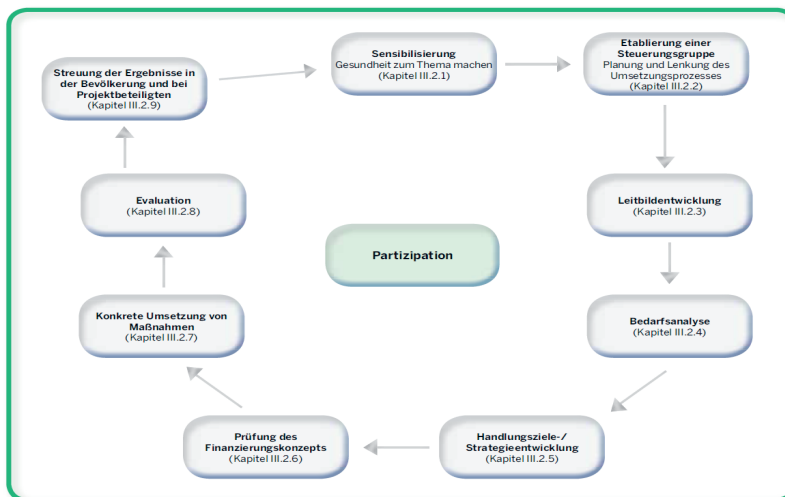 Sensibilisierung
Gesundheit zum Thema machen
(Kapitel III.2.1)
Etablierung einer
Steuerungsgruppe
Planung und Lenkung des
Umsetzungsprozesses
(Kapitel III.2.2)
Leitbildentwicklung
(Kapitel III.2.3)
Bedarfsanalyse
(Kapitel III.2.4)
Handlungsziele-/
Strategieentwicklung
(Kapitel III.2.5)
Prüfung des
Finanzierungskonzepts
(Kapitel III.2.6)
Konkrete Umsetzung von
Maßnahmen
(Kapitel III.2.7)
Evaluation
(Kapitel III.2.8)
Streuung der Ergebnisse in
der Bevölkerung und bei
Projektbeteiligten
(Kapitel III.2.9)
Partizipation